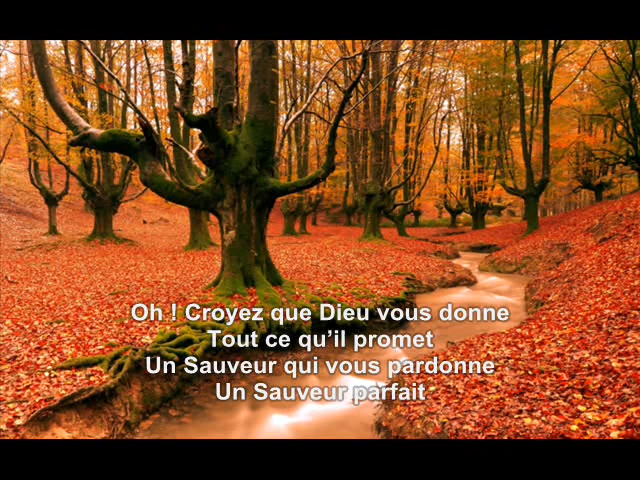 Oh ! Croyez que Dieu vous donne
Tout ce qu’il promet
Un Sauveur qui vous pardonne
Un Sauveur parfait